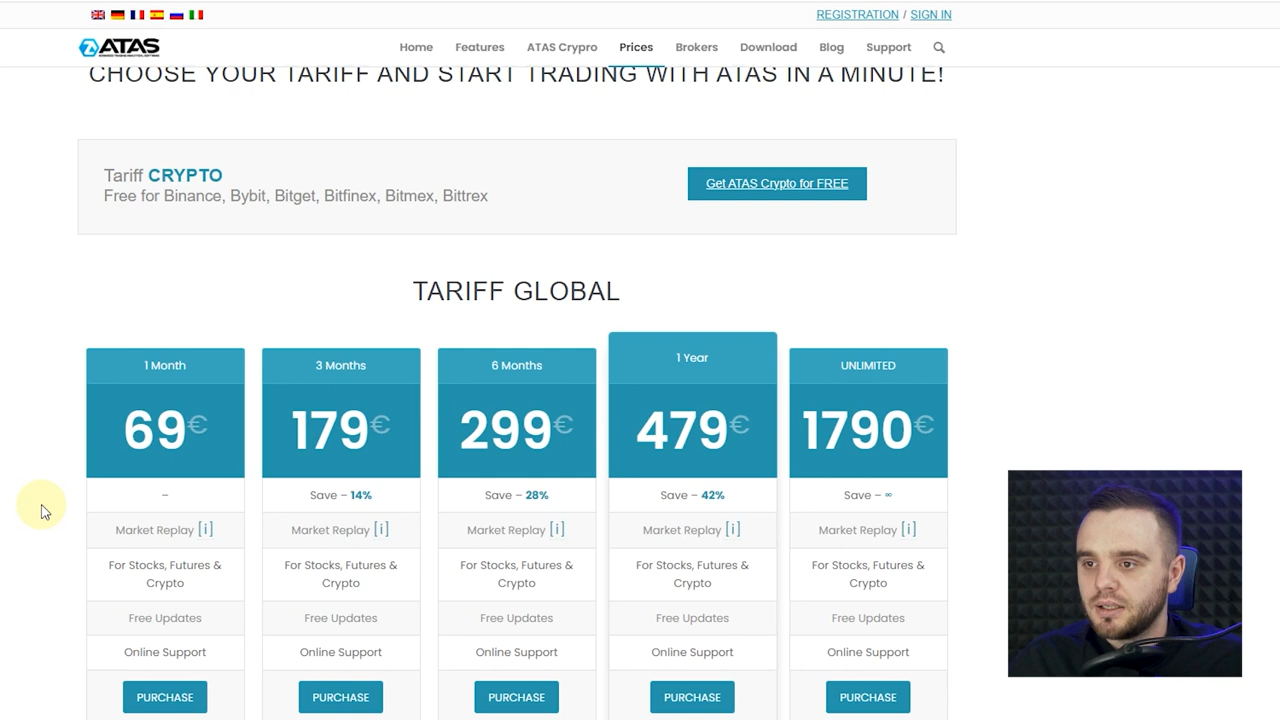 REGISTRATION / SIGN IN
ATAS
Home Features ATAS Crypro Prices Brokers Download Blog Support
CHOOSE YOUR TARIFF AND START TRADING WITH ATAS IN A MINUTE!
Tariff CRYPTO
Free for Binance, Bybit, Bitget, Bitfinex, Bitmex, Bittrex
Get ATAS Crypto for FREE
TARIFF GLOBAL
1 Month 3 Months 6 Months 1 Year UNLIMITED
69€ 179€ 299€ 479€ 1790€
– Save – 14% Save – 28% Save – 42% Save – ∞
Market Replay [i] Market Replay [i] Market Replay [i] Market Replay [i] Market Replay [i]
For Stocks, Futures & For Stocks, Futures & For Stocks, Futures & For Stocks, Futures & For Stocks, Futures &
Crypto Crypto Crypto Crypto Crypto
Free Updates Free Updates Free Updates Free Updates Free Updates
Online Support Online Support Online Support Online Support Online Support
PURCHASE PURCHASE PURCHASE PURCHASE PURCHASE